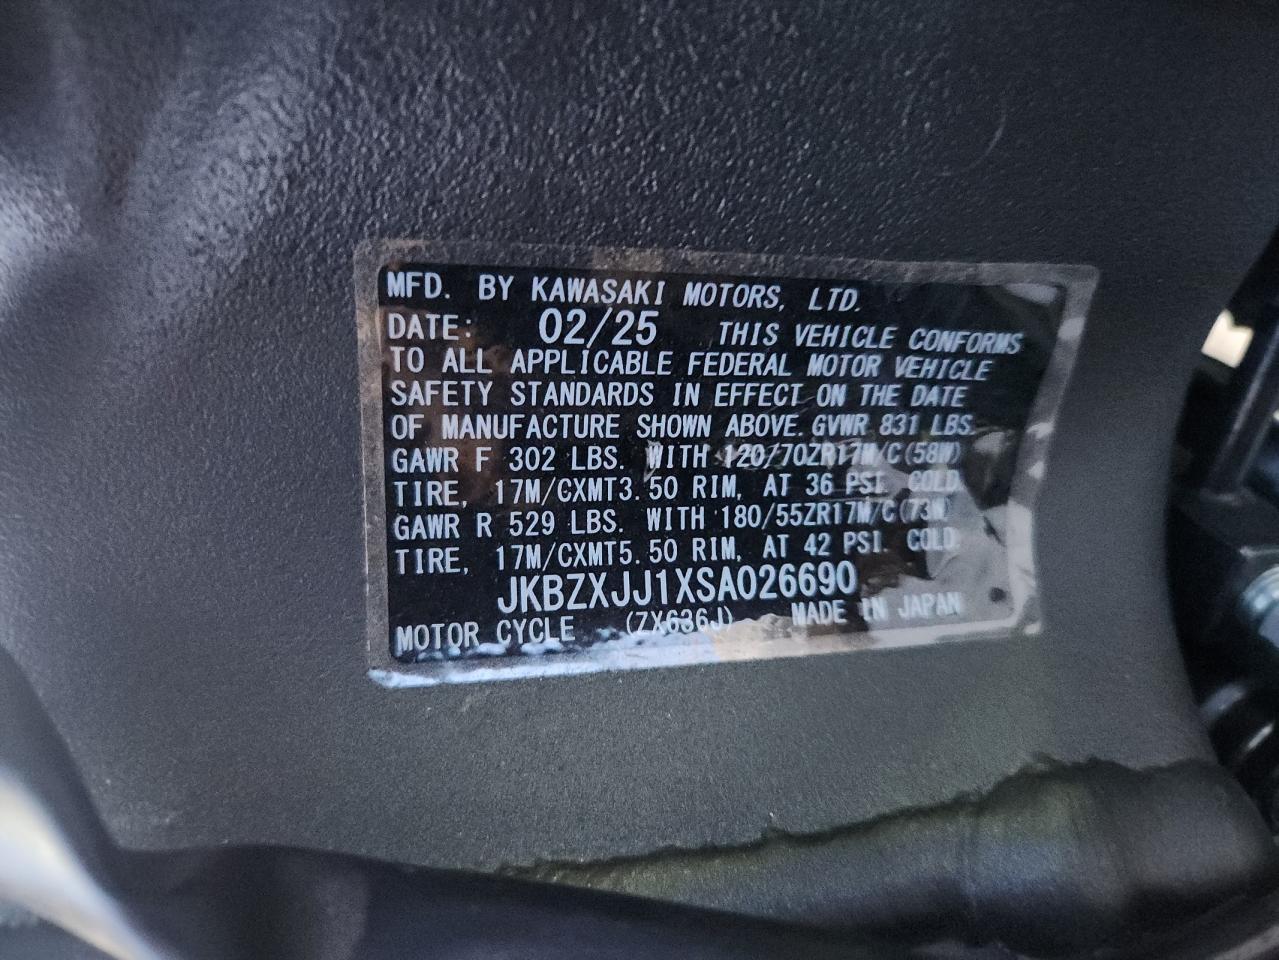 MFD. BY KAWASAKI MOTORS, LTD.
DATE: 02/25 THIS VEHICLE CONFORMS
TO ALL APPLICABLE FEDERAL MOTOR VEHICLE
SAFETY STANDARDS IN EFFECT ON THE DATE
OF MANUFACTURE SHOWN ABOVE. GVWR 831 LBS.
GAWR F 302 LBS. WITH 120/70ZR17M/C(58W)
TIRE, 17M/CXMT3.50 RIM, AT 36 PSI. COLD.
GAWR R 529 LBS. WITH 180/55ZR17M/C(73W)
TIRE, 17M/CXMT5.50 RIM, AT 42 PSI. COLD.
JKBZXJJ1XSA026690
MOTOR CYCLE (ZX636J) MADE IN JAPAN